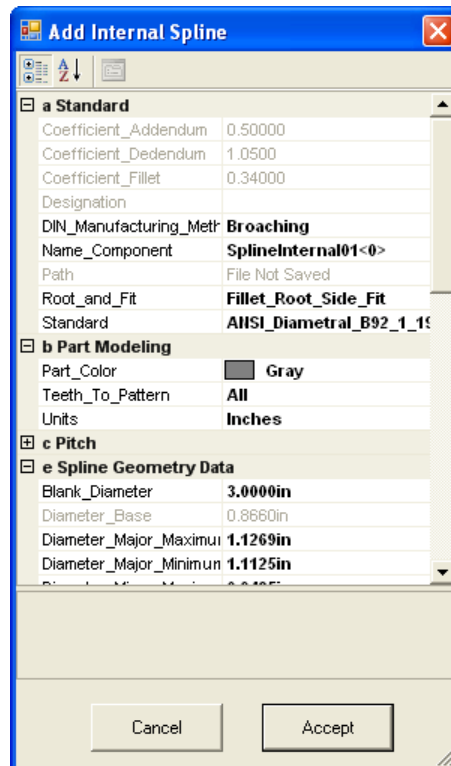 Add Internal Spline
a Standard
Coefficient_Addendum 0.50000
Coefficient_Dedendum 1.0500
Coefficient_Fillet 0.34000
Designation
DIN_Manufacturing_Meth Broaching
Name_Component SplineInternal01<0>
Path File Not Saved
Root_and_Fit Fillet_Root_Side_Fit
Standard ANSI_Diametral_B92_1_19
b Part Modeling
Part_Color Gray
Teeth_To_Pattern All
Units Inches
c Pitch
e Spline Geometry Data
Blank_Diameter 3.0000in
Diameter_Base 0.8660in
Diameter_Major_Maximu 1.1269in
Diameter_Major_Minimun 1.1125in
Cancel Accept